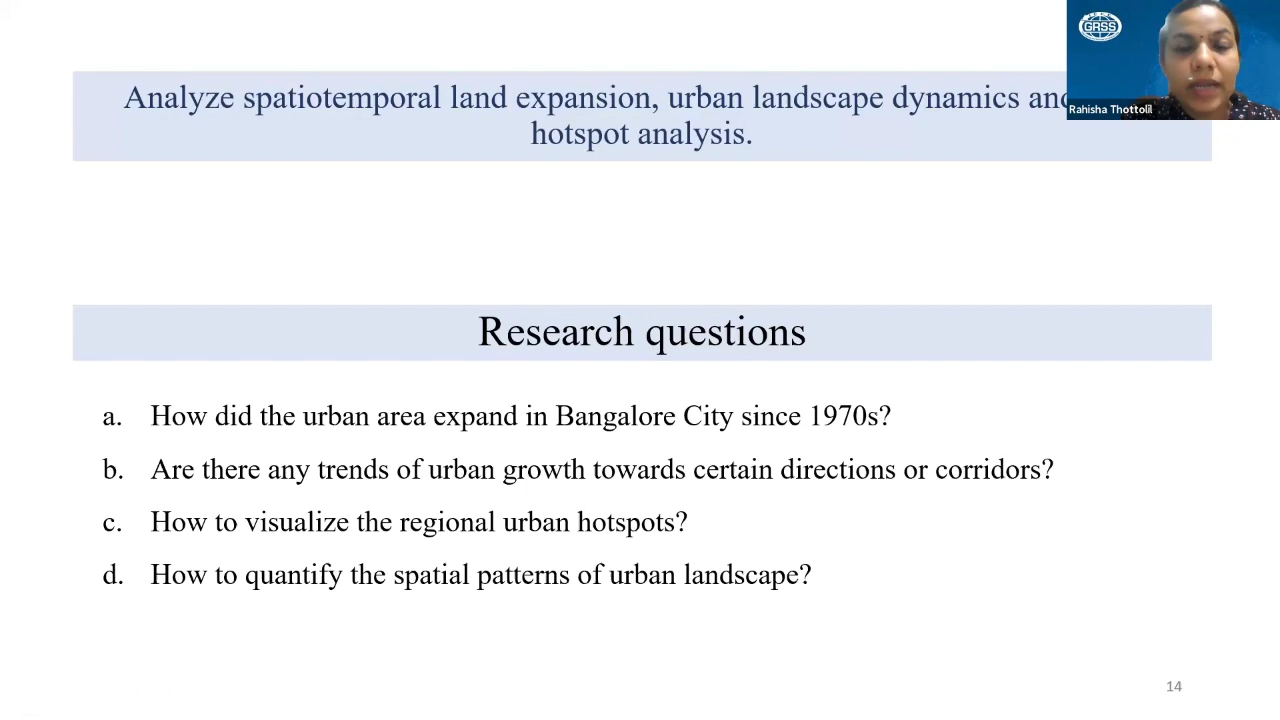 GRSS
Rahisha Thottolil
Analyze spatiotemporal land expansion, urban landscape dynamics and
hotspot analysis.
Research questions
a. How did the urban area expand in Bangalore City since 1970s?
b. Are there any trends of urban growth towards certain directions or corridors?
c. How to visualize the regional urban hotspots?
d. How to quantify the spatial patterns of urban landscape?
14